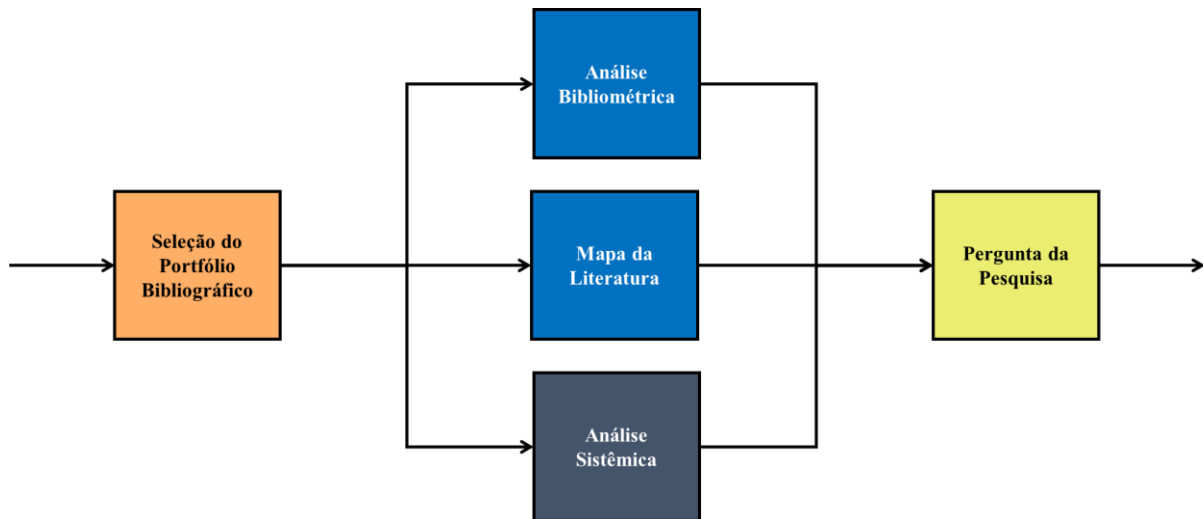 Análise
Bibliométrica
Seleção do
Portfólio
Bibliográfico
Mapa da
Literatura
Pergunta da
Pesquisa
Análise
Sistêmica